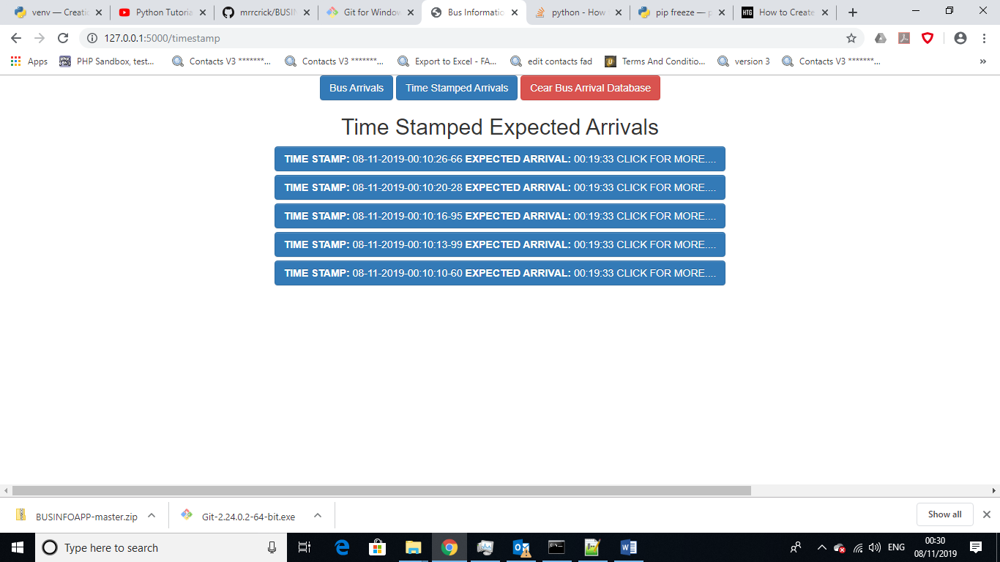 venv — Creatic
Python Tutoria
mrrcrick/BUSIN
Git for Window
Bus Informatio
python - How
pip freeze — p
HTG How to Create
127.0.0.1:5000/timestamp
Apps
php PHP Sandbox, test...
Contacts V3 *******...
Contacts V3 *******...
Export to Excel - FA...
edit contacts fad
Terms And Conditio...
version 3
Contacts V3 *******...
»
Bus Arrivals
Time Stamped Arrivals
Cear Bus Arrival Database
Time Stamped Expected Arrivals
TIME STAMP: 08-11-2019-00:10:26-66 EXPECTED ARRIVAL: 00:19:33 CLICK FOR MORE....
TIME STAMP: 08-11-2019-00:10:20-28 EXPECTED ARRIVAL: 00:19:33 CLICK FOR MORE....
TIME STAMP: 08-11-2019-00:10:16-95 EXPECTED ARRIVAL: 00:19:33 CLICK FOR MORE....
TIME STAMP: 08-11-2019-00:10:13-99 EXPECTED ARRIVAL: 00:19:33 CLICK FOR MORE....
TIME STAMP: 08-11-2019-00:10:10-60 EXPECTED ARRIVAL: 00:19:33 CLICK FOR MORE....
BUSINFOAPP-master.zip
Git-2.24.0.2-64-bit.exe
Show all
Type here to search
ENG
00:30
08/11/2019